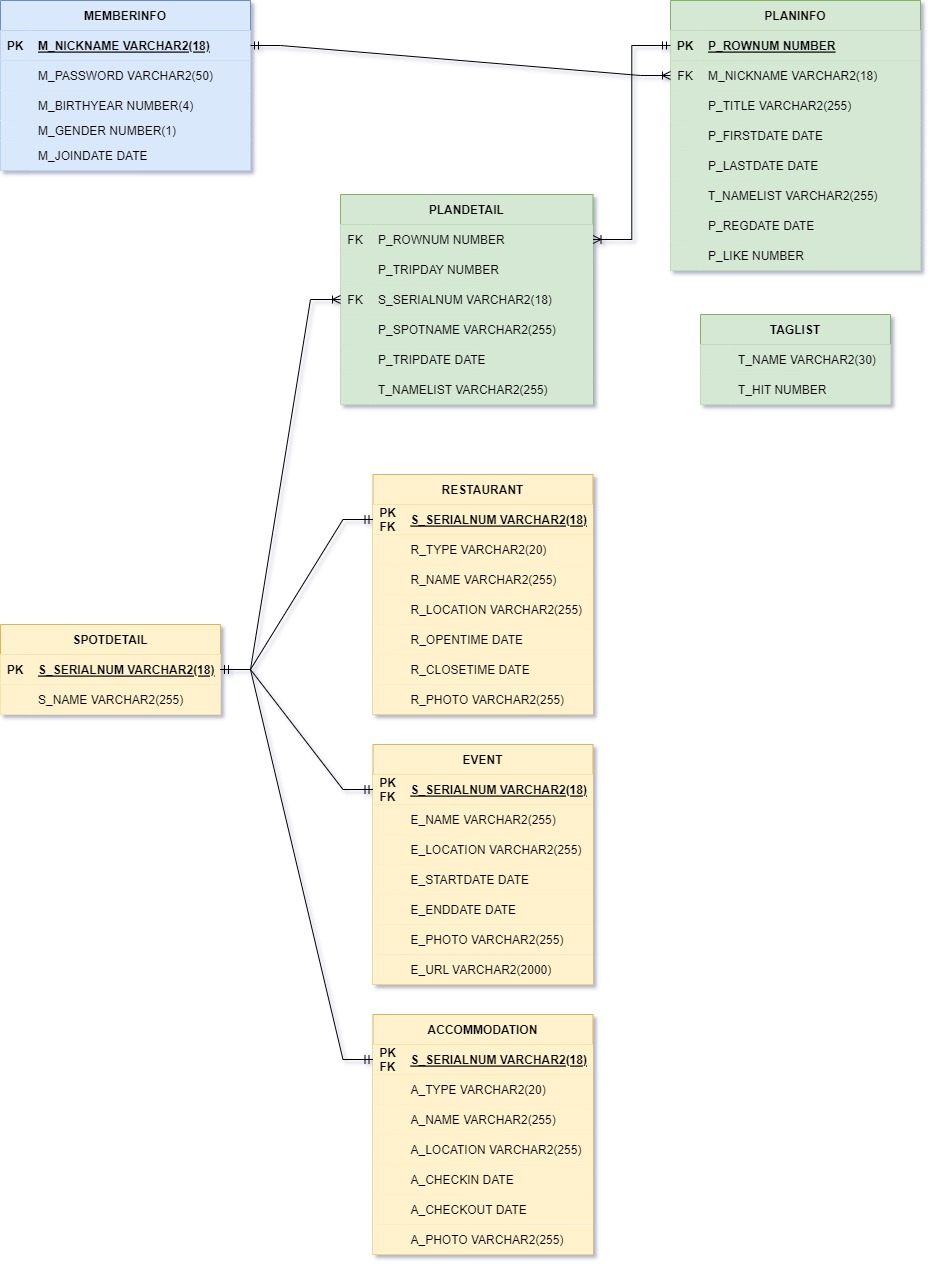 MEMBERINFO
PK M_NICKNAME VARCHAR2(18)
M_PASSWORD VARCHAR2(50)
M_BIRTHYEAR NUMBER(4)
M_GENDER NUMBER(1)
M_JOINDATE DATE
PLANINFO
PK P_ROWNUM NUMBER
FK M_NICKNAME VARCHAR2(18)
P_TITLE VARCHAR2(255)
P_FIRSTDATE DATE
P_LASTDATE DATE
T_NAMELIST VARCHAR2(255)
P_REGDATE DATE
P_LIKE NUMBER
PLANDETAIL
FK P_ROWNUM NUMBER
P_TRIPDAY NUMBER
FK S_SERIALNUM VARCHAR2(18)
P_SPOTNAME VARCHAR2(255)
P_TRIPDATE DATE
T_NAMELIST VARCHAR2(255)
TAGLIST
T_NAME VARCHAR2(30)
T_HIT NUMBER
RESTAURANT
PK
FK S_SERIALNUM VARCHAR2(18)
R_TYPE VARCHAR2(20)
R_NAME VARCHAR2(255)
R_LOCATION VARCHAR2(255)
R_OPENTIME DATE
R_CLOSETIME DATE
R_PHOTO VARCHAR2(255)
SPOTDETAIL
PK S_SERIALNUM VARCHAR2(18)
S_NAME VARCHAR2(255)
EVENT
PK
FK S_SERIALNUM VARCHAR2(18)
E_NAME VARCHAR2(255)
E_LOCATION VARCHAR2(255)
E_STARTDATE DATE
E_ENDDATE DATE
E_PHOTO VARCHAR2(255)
E_URL VARCHAR2(2000)
ACCOMMODATION
PK
FK S_SERIALNUM VARCHAR2(18)
A_TYPE VARCHAR2(20)
A_NAME VARCHAR2(255)
A_LOCATION VARCHAR2(255)
A_CHECKIN DATE
A_CHECKOUT DATE
A_PHOTO VARCHAR2(255)